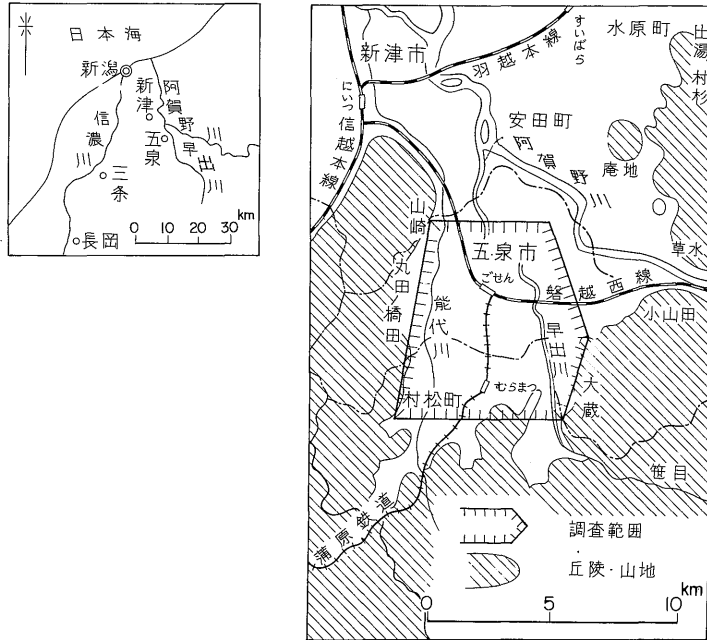 日本海
新潟
新津
阿賀野川
信濃川
五泉
早出川
三条
長岡
0 10 20 30 km
新津市
羽越本線
すいばら
水原町
出湯
村杉
にいつ
信越本線
安田町
阿賀野川
庵地
山崎
五泉市
草水
ごせん
磐越西線
丸田
橋田
能代川
早出川
小山田
むらまつ
村松町
大蔵
笹目
蒲原鉄道
調査範囲
丘陵・山地
km
0 5 10